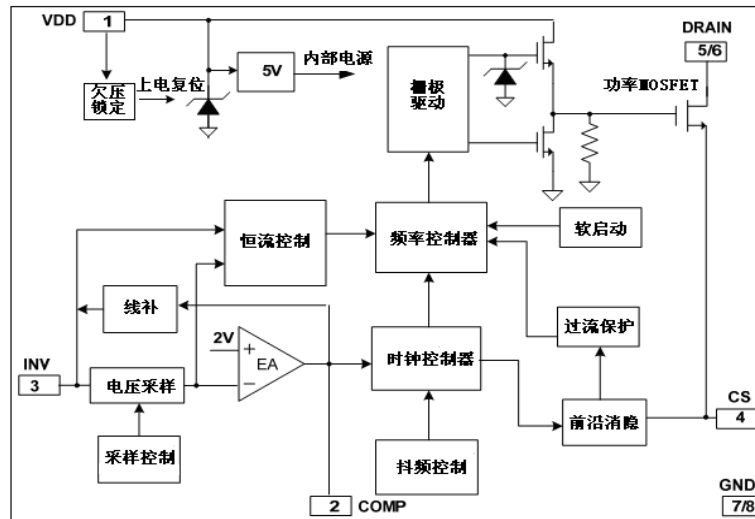 VDD 1
欠压
锁定
上电复位
5V
内部电源
栅极
驱动
功率MOSFET
DRAIN
5/6
恒流控制
频率控制器
软启动
线补
过流保护
2V
+
EA
−
时钟控制器
INV
3
电压采样
采样控制
抖频控制
前沿消隐
CS
4
2 COMP
GND
7/8